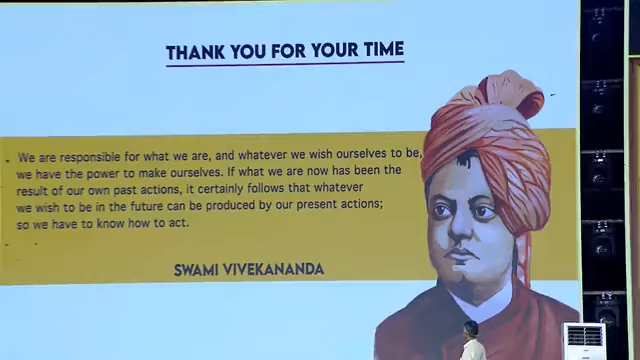 THANK YOU FOR YOUR TIME
We are responsible for what we are, and whatever we wish ourselves to be,
we have the power to make ourselves. If what we are now has been the
result of our own past actions, it certainly follows that whatever
we wish to be in the future can be produced by our present actions;
so we have to know how to act.
SWAMI VIVEKANANDA